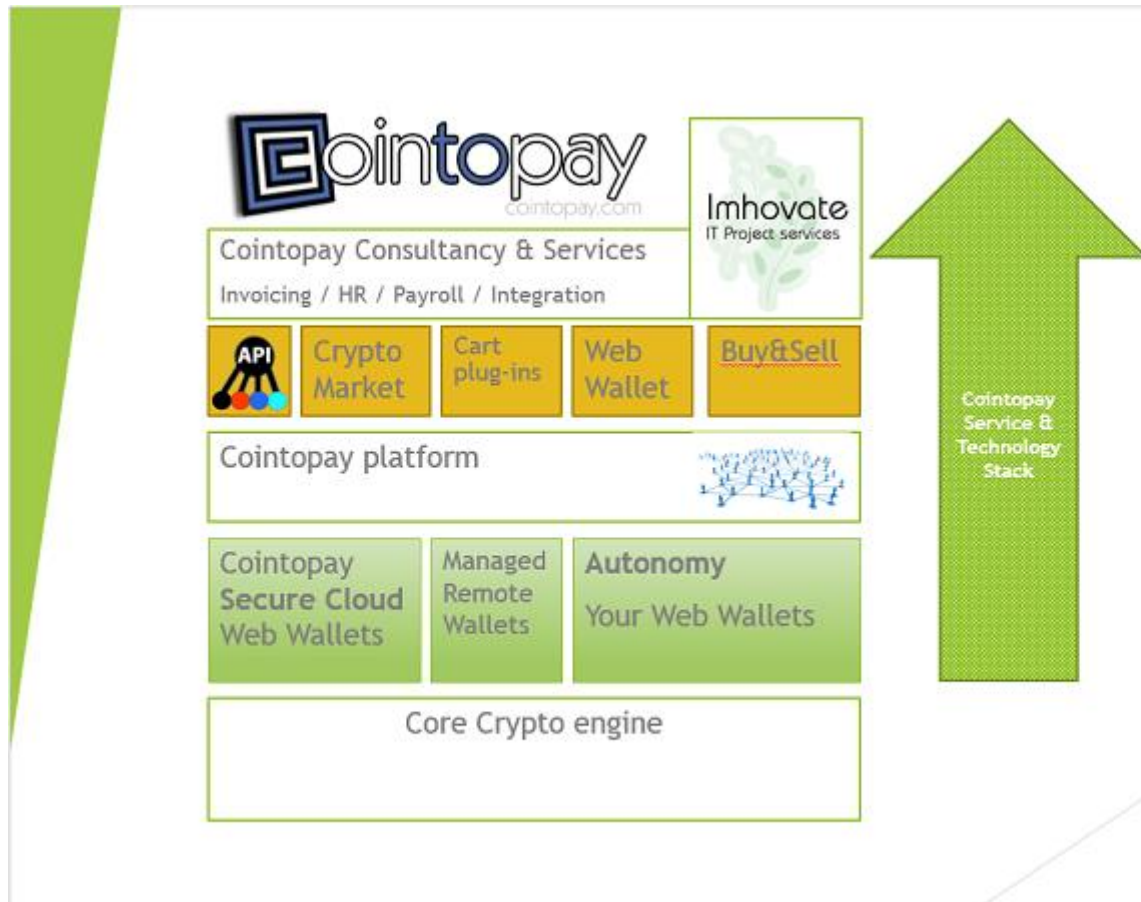 Cointopay
cointopay.com
Imhovate
IT Project services
Cointopay Consultancy & Services
Invoicing / HR / Payroll / Integration
API
Crypto
Market
Cart
plug-ins
Web
Wallet
Buy&Sell
Cointopay
Service &
Technology
Stack
Cointopay platform
Cointopay
Secure Cloud
Web Wallets
Managed
Remote
Wallets
Autonomy
Your Web Wallets
Core Crypto engine